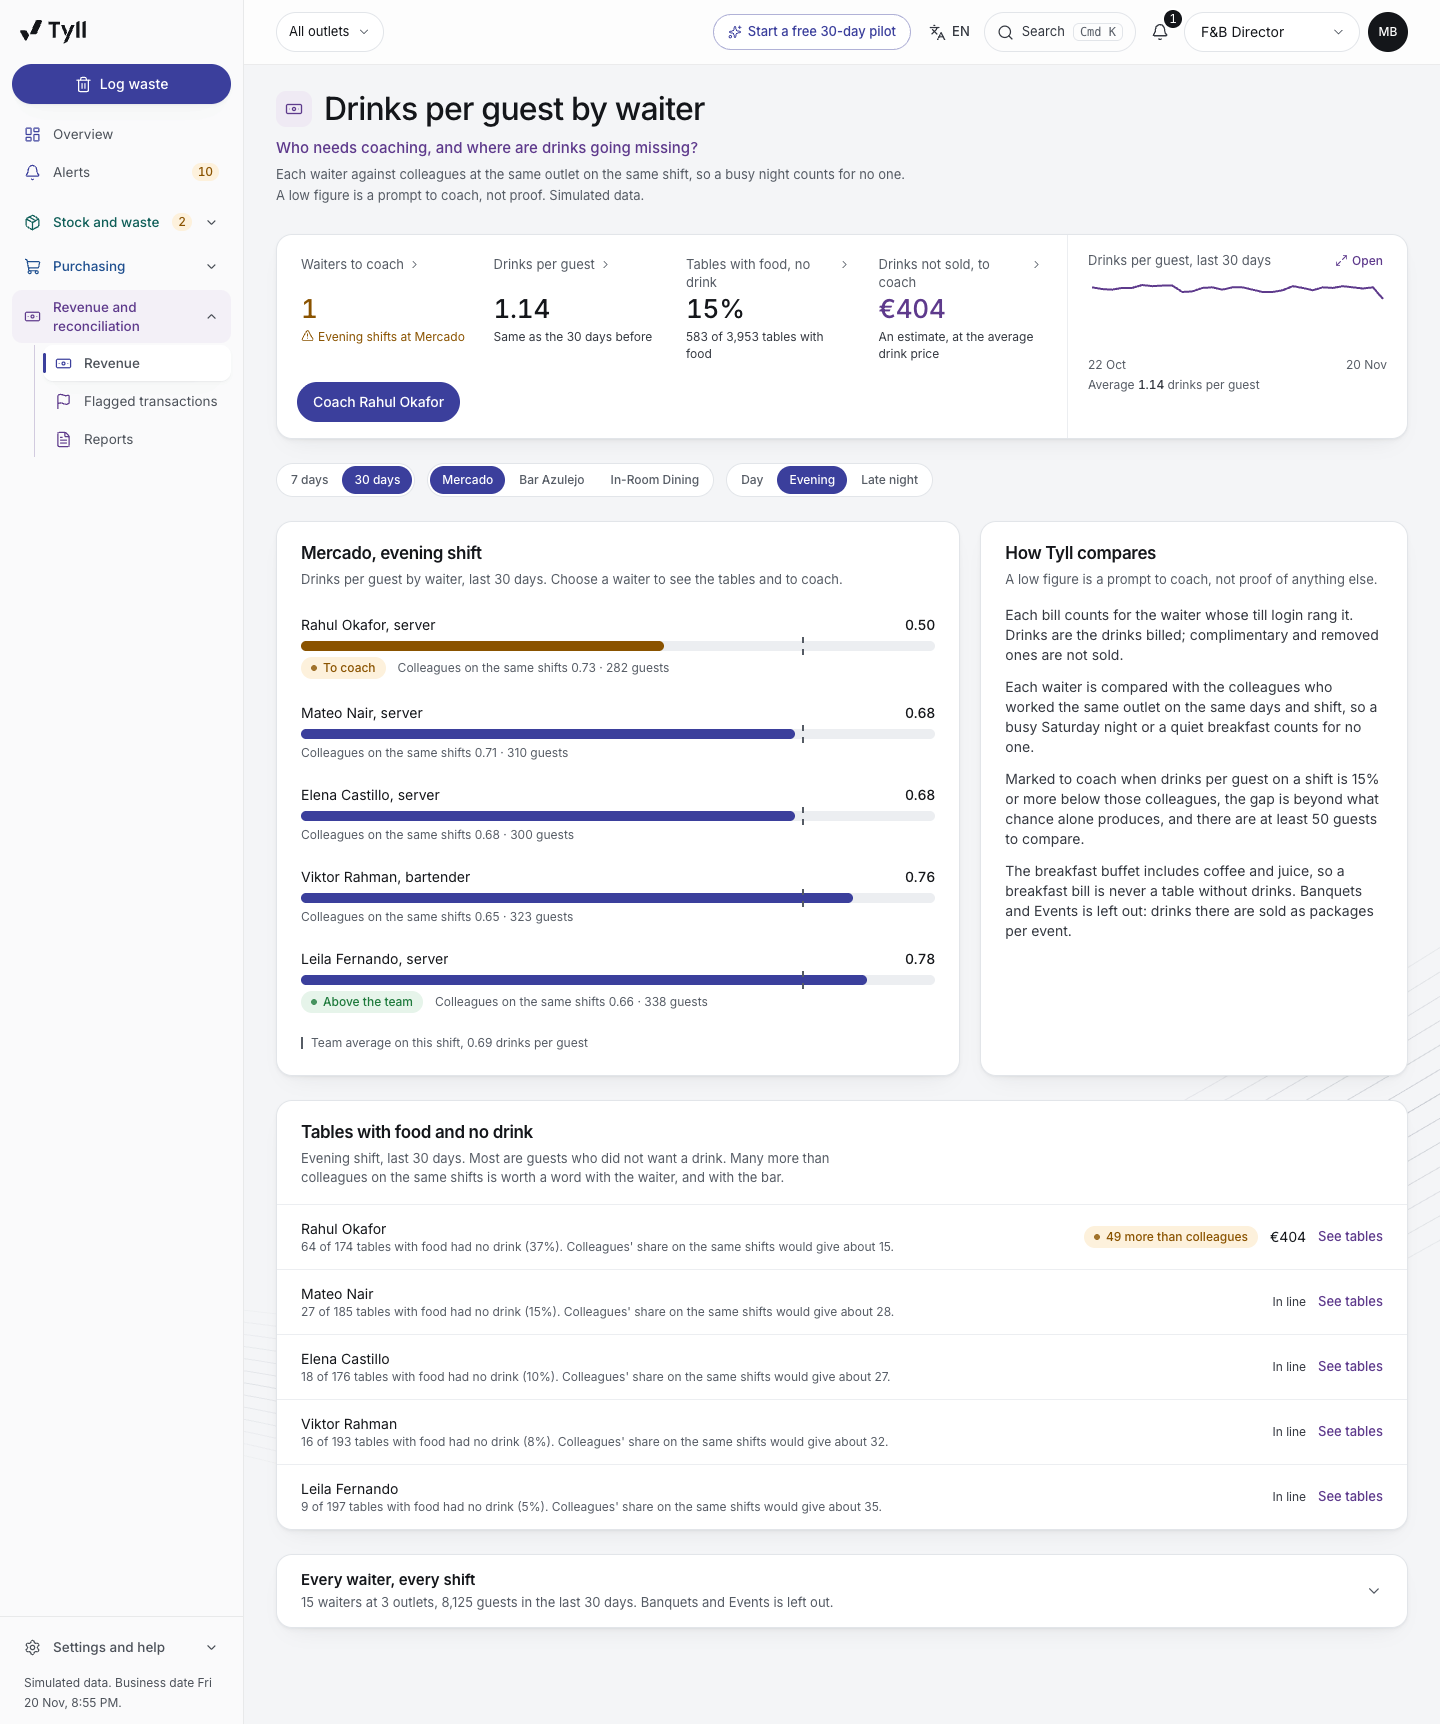 Tyll
Log waste
Overview
Alerts 10
Stock and waste 2
Purchasing
Revenue and
reconciliation
Revenue
Flagged transactions
Reports
Settings and help
Simulated data. Business date Fri
20 Nov, 8:55 PM.
All outlets
Start a free 30-day pilot
EN
Search Cmd K
1
F&B Director
MB
Drinks per guest by waiter
Who needs coaching, and where are drinks going missing?
Each waiter against colleagues at the same outlet on the same shift, so a busy night counts for no one.
A low figure is a prompt to coach, not proof. Simulated data.
Waiters to coach
1
Evening shifts at Mercado
Drinks per guest
1.14
Same as the 30 days before
Tables with food, no
drink
15%
583 of 3,953 tables with
food
Drinks not sold, to
coach
€404
An estimate, at the average
drink price
Coach Rahul Okafor
Drinks per guest, last 30 days
Open
22 Oct 20 Nov
Average 1.14 drinks per guest
7 days 30 days
Mercado Bar Azulejo In-Room Dining
Day Evening Late night
Mercado, evening shift
Drinks per guest by waiter, last 30 days. Choose a waiter to see the tables and to coach.
Rahul Okafor, server 0.50
To coach Colleagues on the same shifts 0.73 · 282 guests
Mateo Nair, server 0.68
Colleagues on the same shifts 0.71 · 310 guests
Elena Castillo, server 0.68
Colleagues on the same shifts 0.68 · 300 guests
Viktor Rahman, bartender 0.76
Colleagues on the same shifts 0.65 · 323 guests
Leila Fernando, server 0.78
Above the team Colleagues on the same shifts 0.66 · 338 guests
Team average on this shift, 0.69 drinks per guest
How Tyll compares
A low figure is a prompt to coach, not proof of anything else.
Each bill counts for the waiter whose till login rang it.
Drinks are the drinks billed; complimentary and removed
ones are not sold.
Each waiter is compared with the colleagues who
worked the same outlet on the same days and shift, so a
busy Saturday night or a quiet breakfast counts for no
one.
Marked to coach when drinks per guest on a shift is 15%
or more below those colleagues, the gap is beyond what
chance alone produces, and there are at least 50 guests
to compare.
The breakfast buffet includes coffee and juice, so a
breakfast bill is never a table without drinks. Banquets
and Events is left out: drinks there are sold as packages
per event.
Tables with food and no drink
Evening shift, last 30 days. Most are guests who did not want a drink. Many more than
colleagues on the same shifts is worth a word with the waiter, and with the bar.
Rahul Okafor
64 of 174 tables with food had no drink (37%). Colleagues' share on the same shifts would give about 15.
49 more than colleagues €404 See tables
Mateo Nair
27 of 185 tables with food had no drink (15%). Colleagues' share on the same shifts would give about 28.
In line See tables
Elena Castillo
18 of 176 tables with food had no drink (10%). Colleagues' share on the same shifts would give about 27.
In line See tables
Viktor Rahman
16 of 193 tables with food had no drink (8%). Colleagues' share on the same shifts would give about 32.
In line See tables
Leila Fernando
9 of 197 tables with food had no drink (5%). Colleagues' share on the same shifts would give about 35.
In line See tables
Every waiter, every shift
15 waiters at 3 outlets, 8,125 guests in the last 30 days. Banquets and Events is left out.